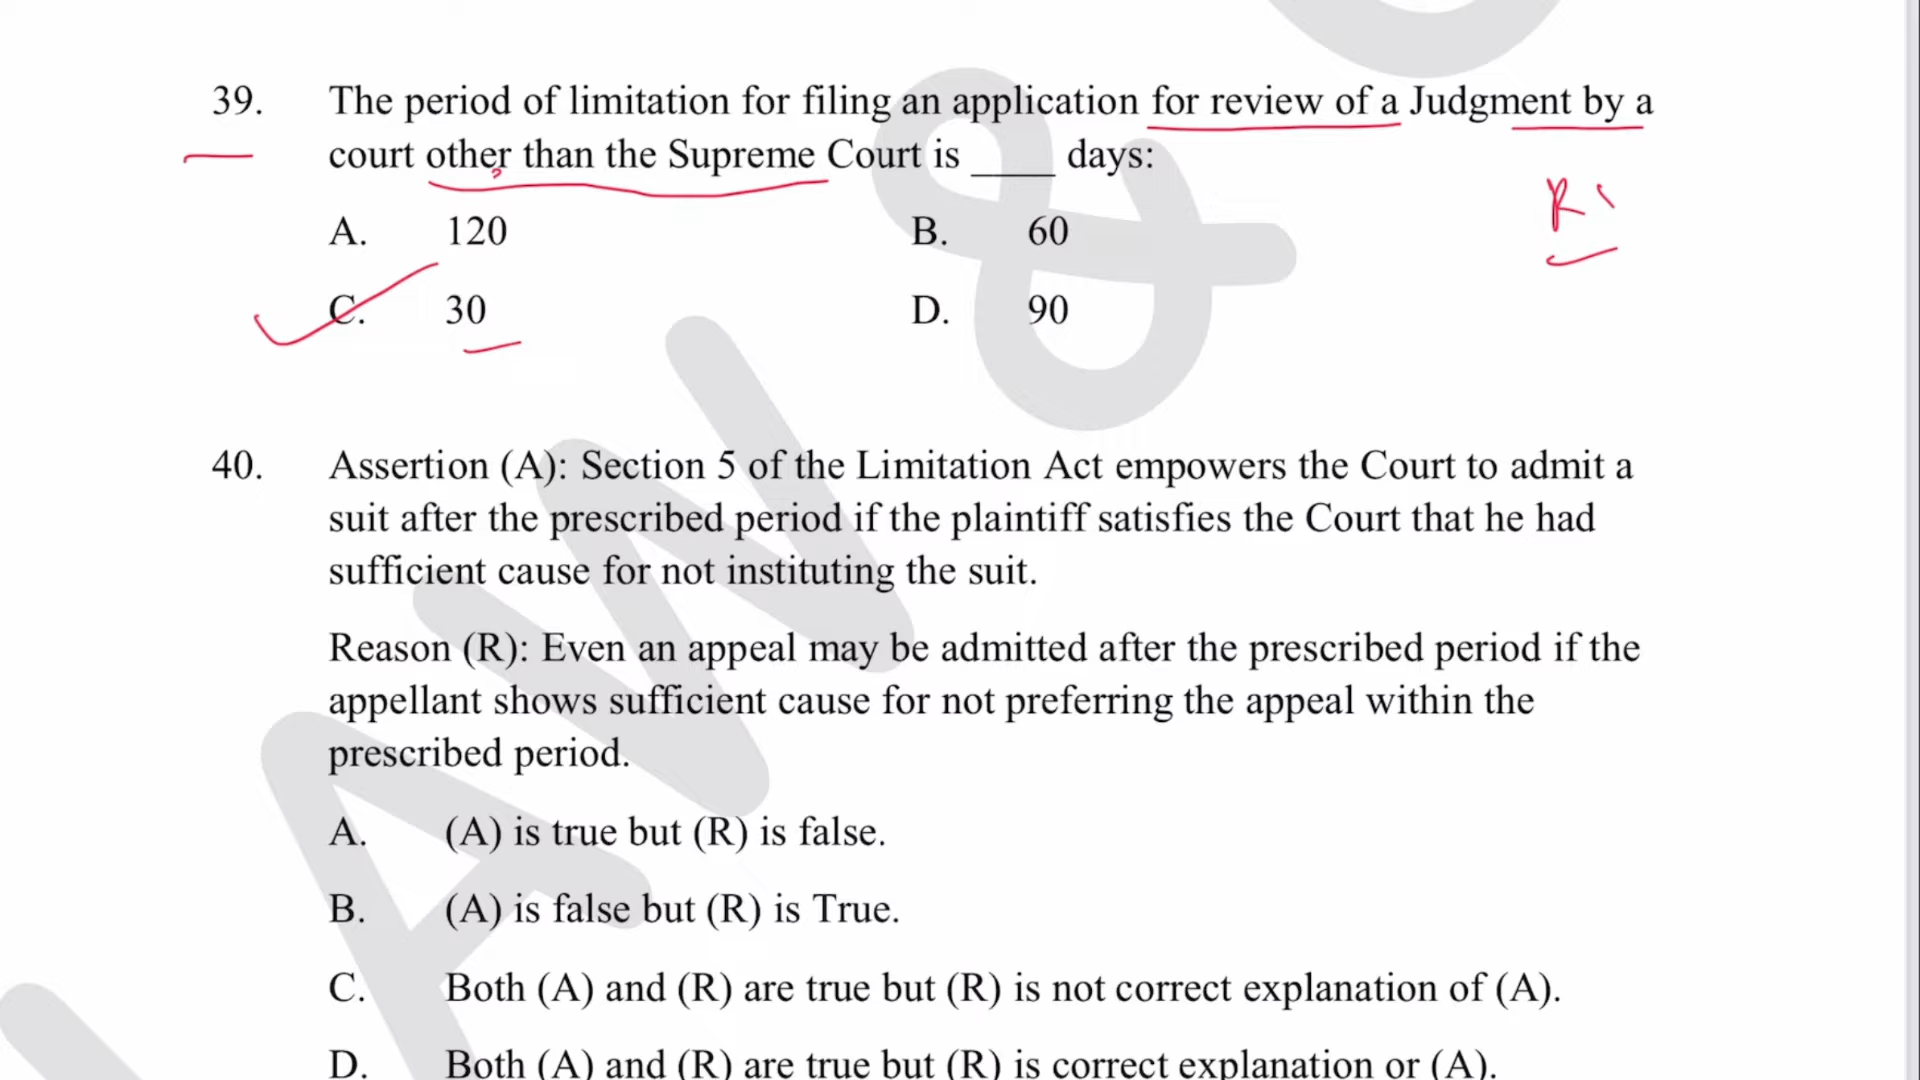 39. The period of limitation for filing an application for review of a Judgment by a
court other than the Supreme Court is ____ days:
A. 120 B. 60
C. 30 D. 90
40. Assertion (A): Section 5 of the Limitation Act empowers the Court to admit a
suit after the prescribed period if the plaintiff satisfies the Court that he had
sufficient cause for not instituting the suit.
Reason (R): Even an appeal may be admitted after the prescribed period if the
appellant shows sufficient cause for not preferring the appeal within the
prescribed period.
A. (A) is true but (R) is false.
B. (A) is false but (R) is True.
C. Both (A) and (R) are true but (R) is not correct explanation of (A).
D. Both (A) and (R) are true but (R) is correct explanation or (A).